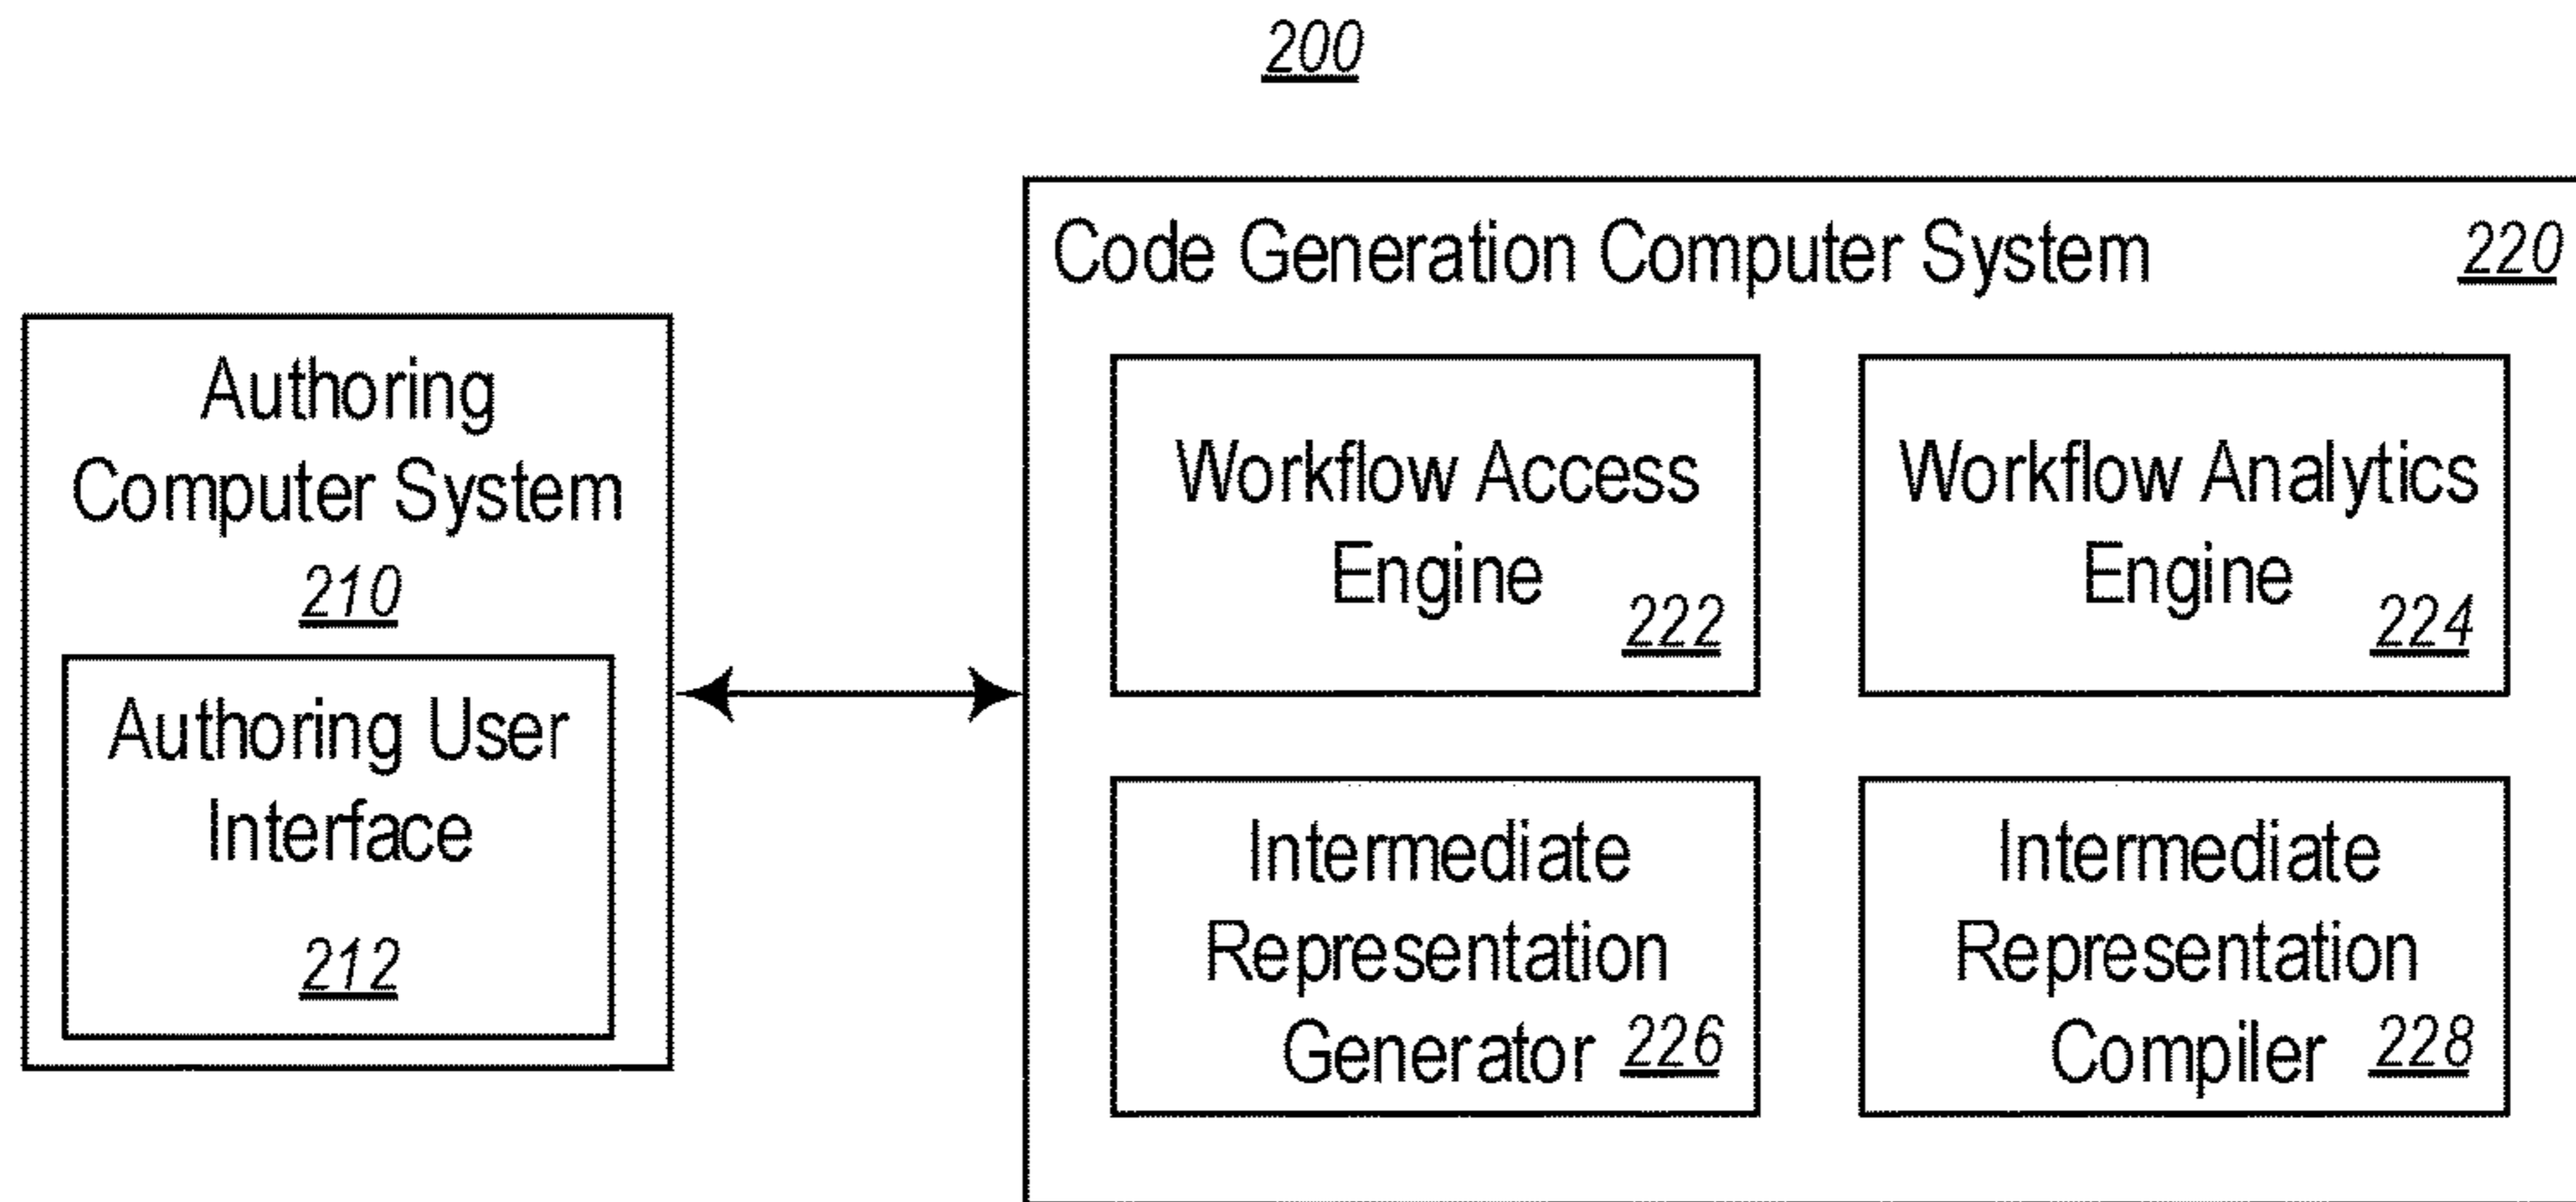 200
Code Generation Computer System 220
Authoring
Computer System
210
Authoring User
Interface
212
Workflow Access
Engine 222
Workflow Analytics
Engine 224
Intermediate
Representation
Generator 226
Intermediate
Representation
Compiler 228